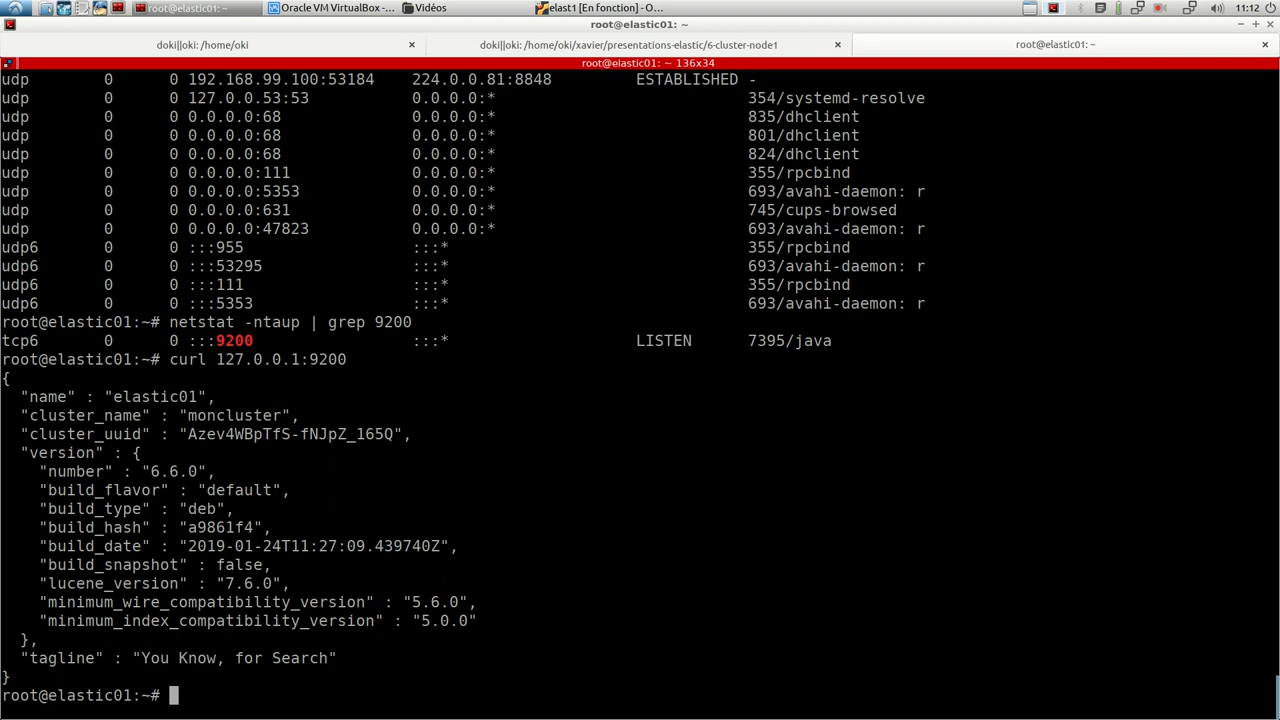 root@elastic01: ~
Oracle VM VirtualBox -...
Vidéos
elast1 [En fonction] - O...
11:12
root@elastic01: ~
doki||oki: /home/oki
doki||oki: /home/oki/xavier/presentations-elastic/6-cluster-node1
root@elastic01: ~
root@elastic01: ~ 136x34
udp 0 0 192.168.99.100:53184 224.0.0.81:8848 ESTABLISHED -
udp 0 0 127.0.0.53:53 0.0.0.0:* 354/systemd-resolve
udp 0 0 0.0.0.0:68 0.0.0.0:* 835/dhclient
udp 0 0 0.0.0.0:68 0.0.0.0:* 801/dhclient
udp 0 0 0.0.0.0:68 0.0.0.0:* 824/dhclient
udp 0 0 0.0.0.0:111 0.0.0.0:* 355/rpcbind
udp 0 0 0.0.0.0:5353 0.0.0.0:* 693/avahi-daemon: r
udp 0 0 0.0.0.0:631 0.0.0.0:* 745/cups-browsed
udp 0 0 0.0.0.0:47823 0.0.0.0:* 693/avahi-daemon: r
udp6 0 0 :::955 :::* 355/rpcbind
udp6 0 0 :::53295 :::* 693/avahi-daemon: r
udp6 0 0 :::111 :::* 355/rpcbind
udp6 0 0 :::5353 :::* 693/avahi-daemon: r
root@elastic01:~# netstat -ntaup | grep 9200
tcp6 0 0 :::9200 :::* LISTEN 7395/java
root@elastic01:~# curl 127.0.0.1:9200
{
"name" : "elastic01",
"cluster_name" : "moncluster",
"cluster_uuid" : "Azev4WBpTfS-fNJpZ_165Q",
"version" : {
"number" : "6.6.0",
"build_flavor" : "default",
"build_type" : "deb",
"build_hash" : "a9861f4",
"build_date" : "2019-01-24T11:27:09.439740Z",
"build_snapshot" : false,
"lucene_version" : "7.6.0",
"minimum_wire_compatibility_version" : "5.6.0",
"minimum_index_compatibility_version" : "5.0.0"
},
"tagline" : "You Know, for Search"
}
root@elastic01:~#